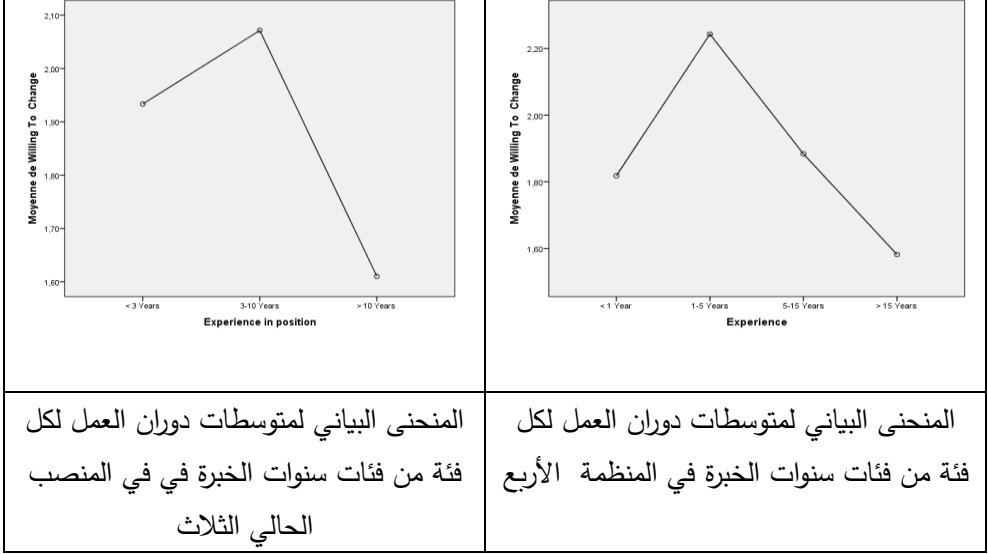 2,10
2,00
1,90
1,80
1,70
1,60
Moyenne de Willing To Change
< 3 Years 3-10 Years > 10 Years
Experience in position
2,20
2,00
1,80
1,60
Moyenne de Willing To Change
< 1 Year 1-5 Years 5-15 Years > 15 Years
Experience
المنحنى البياني لمتوسطات دوران العمل لكل
فئة من فئات سنوات الخبرة في المنظمة الأربع
المنحنى البياني لمتوسطات دوران العمل لكل
فئة من فئات سنوات الخبرة في في المنصب
الحالي الثلاث